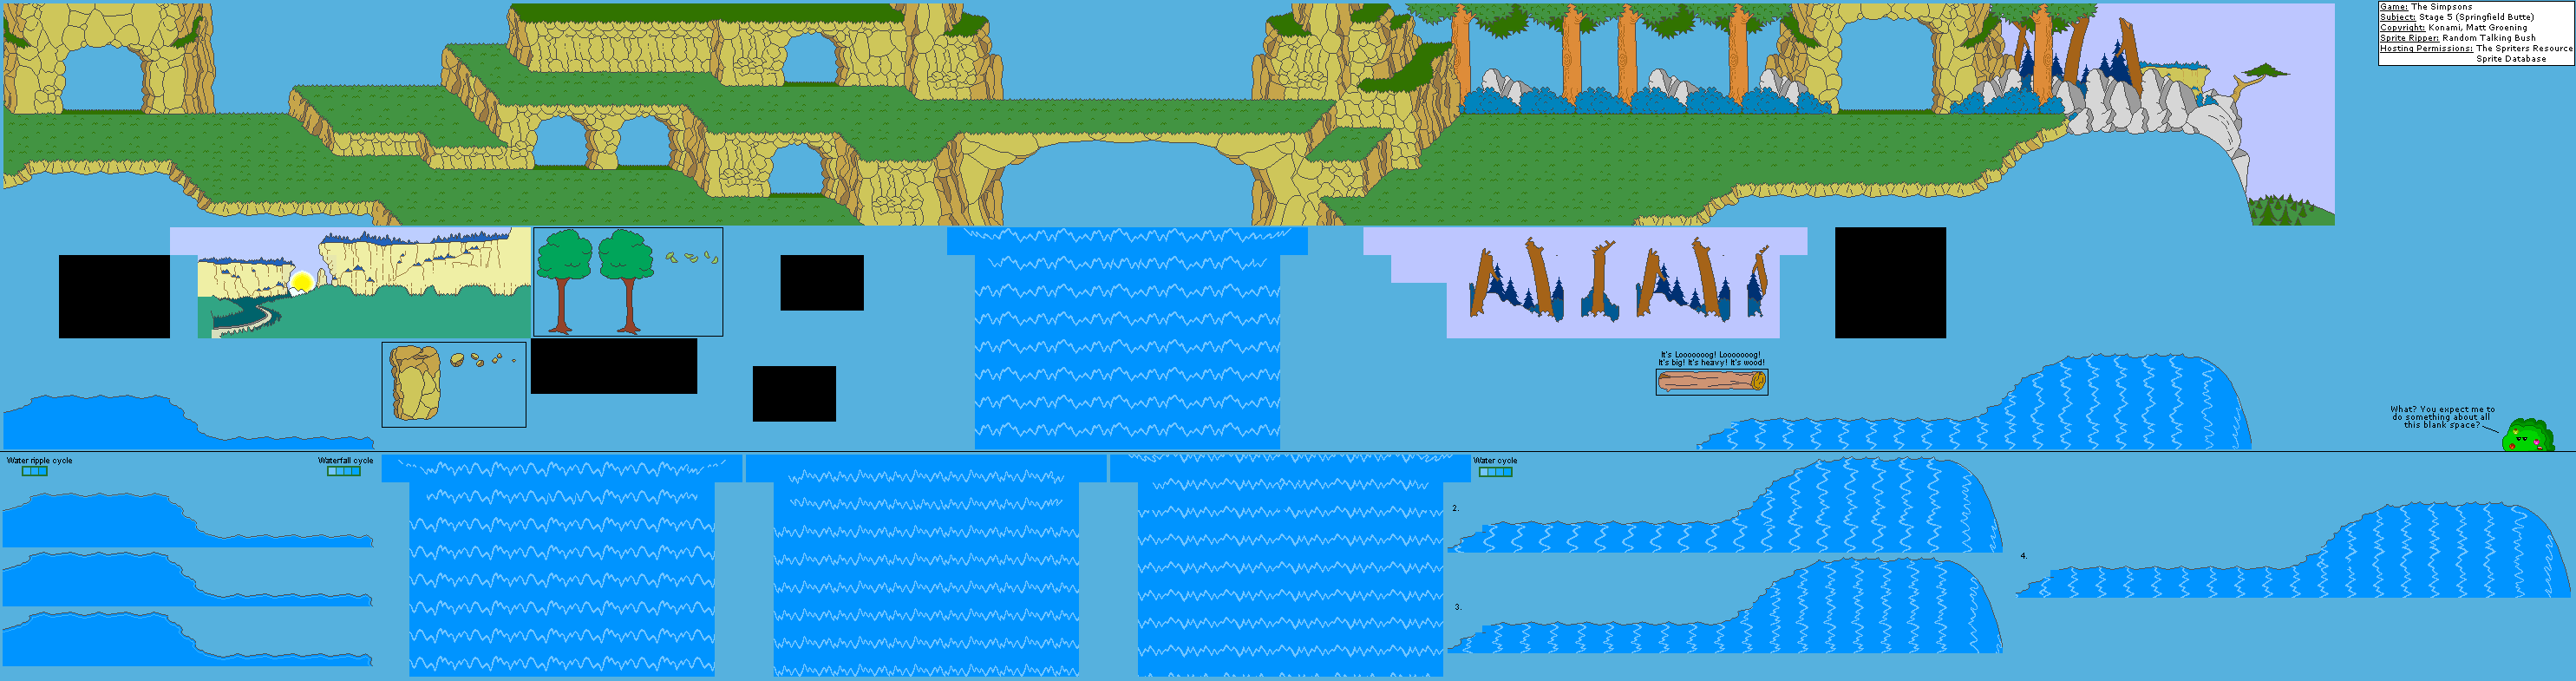 Game: The Simpsons
Subject: Stage 5 (Springfield Butte)
Copyright: Konami, Matt Groening
Sprite Ripper: Random Talking Bush
Hosting Permissions: The Spriters Resource
Sprite Database
It's Looooooog! Looooooog!
It's big! It's heavy! It's wood!
What? You expect me to
do something about all
this blank space?
Water ripple cycle
Waterfall cycle
Water cycle
2.
3.
4.